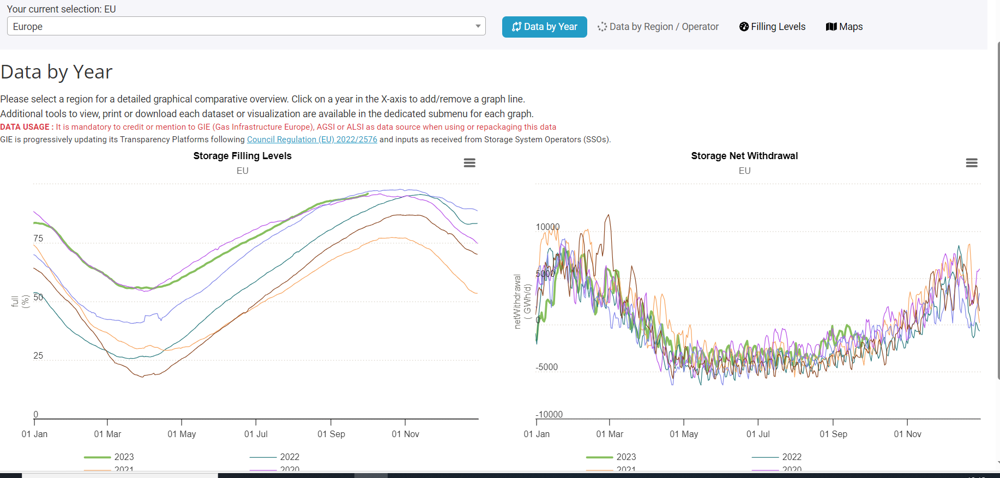 Your current selection: EU
Europe
Data by Year
Data by Region / Operator
Filling Levels
Maps
Data by Year
Please select a region for a detailed graphical comparative overview. Click on a year in the X-axis to add/remove a graph line.
Additional tools to view, print or download each dataset or visualization are available in the dedicated submenu for each graph.
DATA USAGE : It is mandatory to credit or mention to GIE (Gas Infrastructure Europe), AGSI or ALSI as data source when using or repackaging this data
GIE is progressively updating its Transparency Platforms following Council Regulation (EU) 2022/2576 and inputs as received from Storage System Operators (SSOs).
Storage Filling Levels
EU
full
(%)
75
50
25
0
01 Jan
01 Mar
01 May
01 Jul
01 Sep
01 Nov
2023
2022
2021
2020
Storage Net Withdrawal
EU
netWithdrawal
( GWh/d)
10000
5000
0
-5000
-10000
01 Jan
01 Mar
01 May
01 Jul
01 Sep
01 Nov
2023
2022
2021
2020